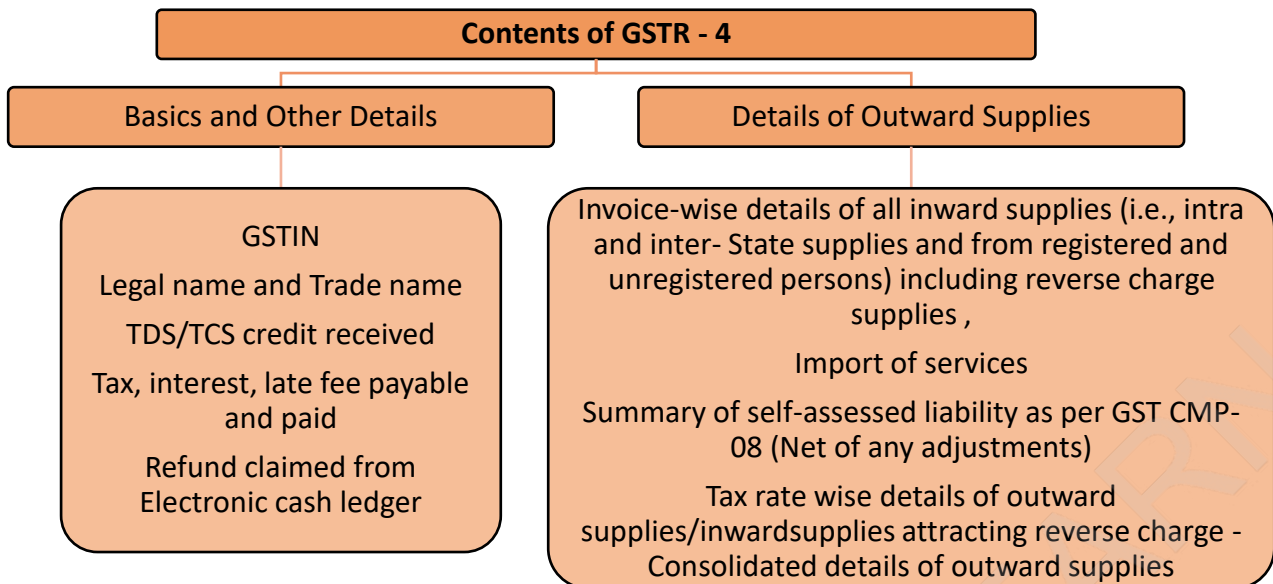 Contents of GSTR - 4
Basics and Other Details
Details of Outward Supplies
GSTIN
Legal name and Trade name
TDS/TCS credit received
Tax, interest, late fee payable
and paid
Refund claimed from
Electronic cash ledger
Invoice-wise details of all inward supplies (i.e., intra
and inter- State supplies and from registered and
unregistered persons) including reverse charge
supplies ,
Import of services
Summary of self-assessed liability as per GST CMP-
08 (Net of any adjustments)
Tax rate wise details of outward
supplies/inwardsupplies attracting reverse charge -
Consolidated details of outward supplies